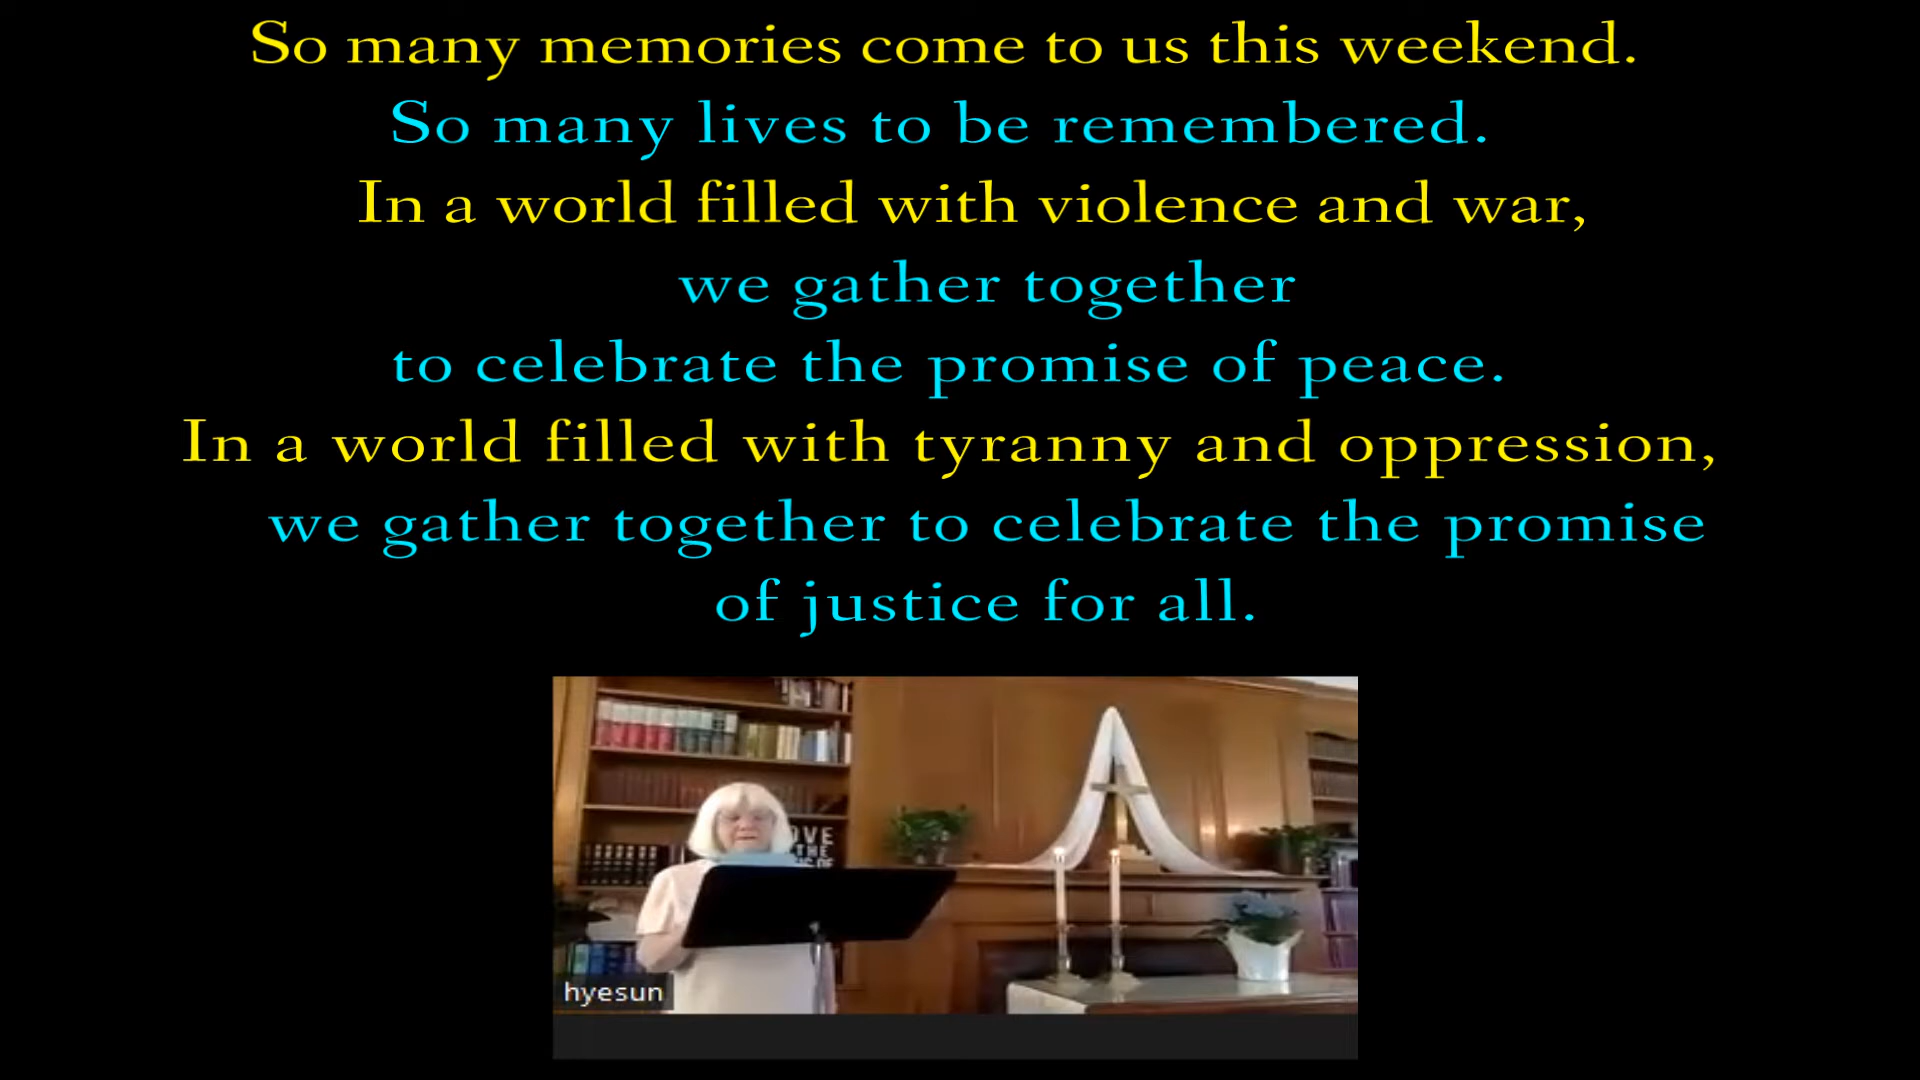 So many memories come to us this weekend.
So many lives to be remembered.
In a world filled with violence and war,
we gather together
to celebrate the promise of peace.
In a world filled with tyranny and oppression,
we gather together to celebrate the promise
of justice for all.
OVE
THE
hyesun